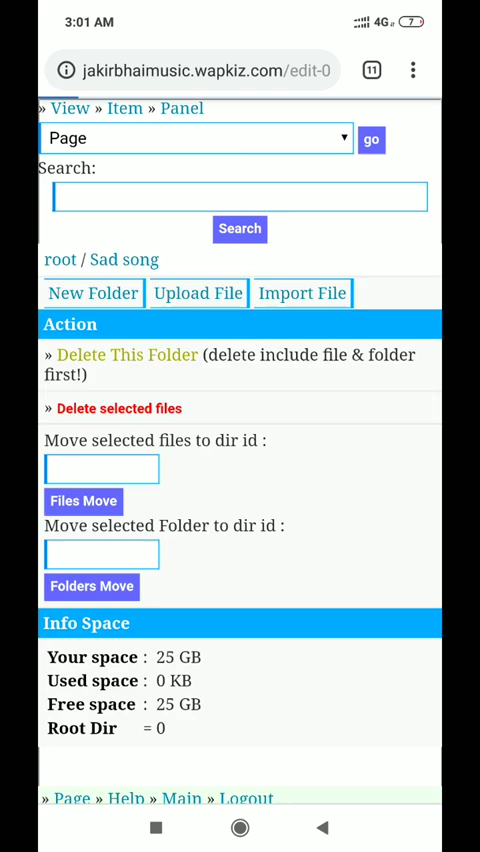 3:01 AM 4G 7
jakirbhaimusic.wapkiz.com/edit-0 11
» View » Item » Panel
Page go
Search:
Search
root / Sad song
New Folder Upload File Import File
Action
» Delete This Folder (delete include file & folder
first!)
» Delete selected files
Move selected files to dir id :
Files Move
Move selected Folder to dir id :
Folders Move
Info Space
Your space : 25 GB
Used space : 0 KB
Free space : 25 GB
Root Dir = 0
» Page » Help » Main » Logout